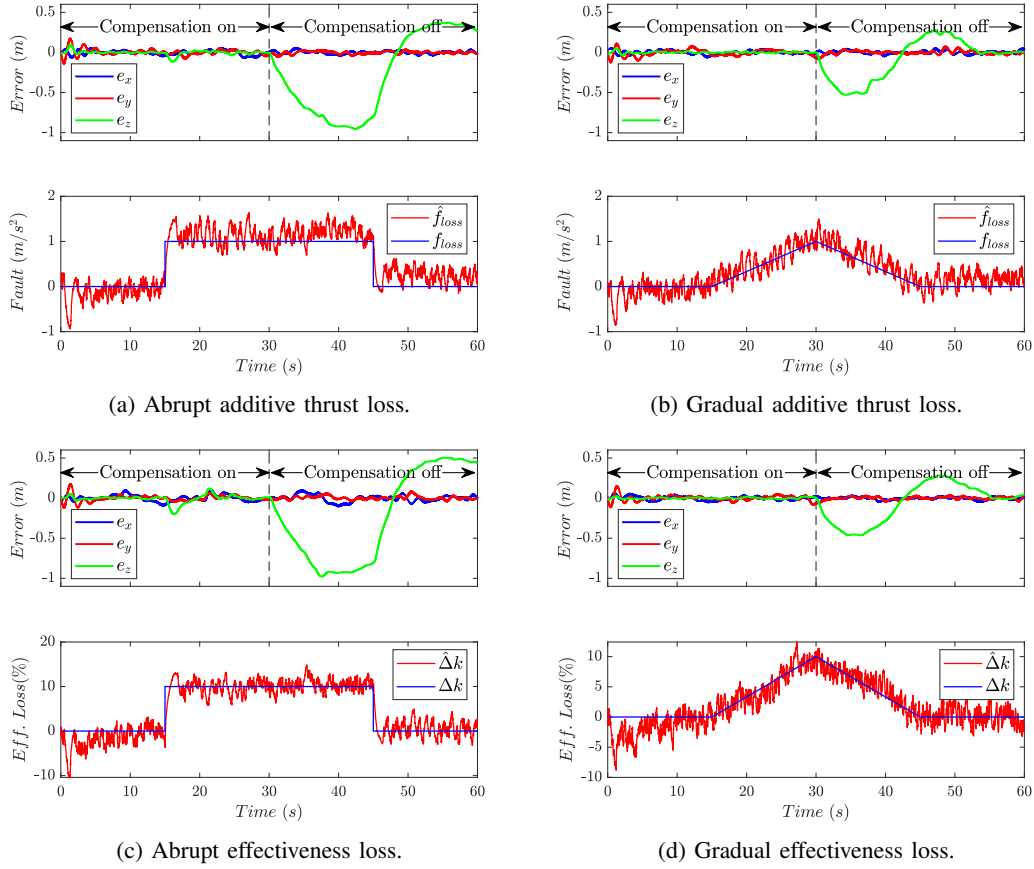 0.5
0
-0.5
-1
Error (m)
Compensation on
Compensation off
e_x
e_y
e_z
2
1
0
-1
Fault (m/s²)
f̂_loss
f_loss
0 10 20 30 40 50 60
Time (s)
(a) Abrupt additive thrust loss.
0.5
0
-0.5
-1
Error (m)
Compensation on
Compensation off
e_x
e_y
e_z
2
1
0
-1
Fault (m/s²)
f̂_loss
f_loss
0 10 20 30 40 50 60
Time (s)
(b) Gradual additive thrust loss.
0.5
0
-0.5
-1
Error (m)
Compensation on
Compensation off
e_x
e_y
e_z
20
10
0
-10
Eff. Loss(%)
Δ̂k
Δk
0 10 20 30 40 50 60
Time (s)
(c) Abrupt effectiveness loss.
0.5
0
-0.5
-1
Error (m)
Compensation on
Compensation off
e_x
e_y
e_z
10
5
0
-5
-10
Eff. Loss(%)
Δ̂k
Δk
0 10 20 30 40 50 60
Time (s)
(d) Gradual effectiveness loss.